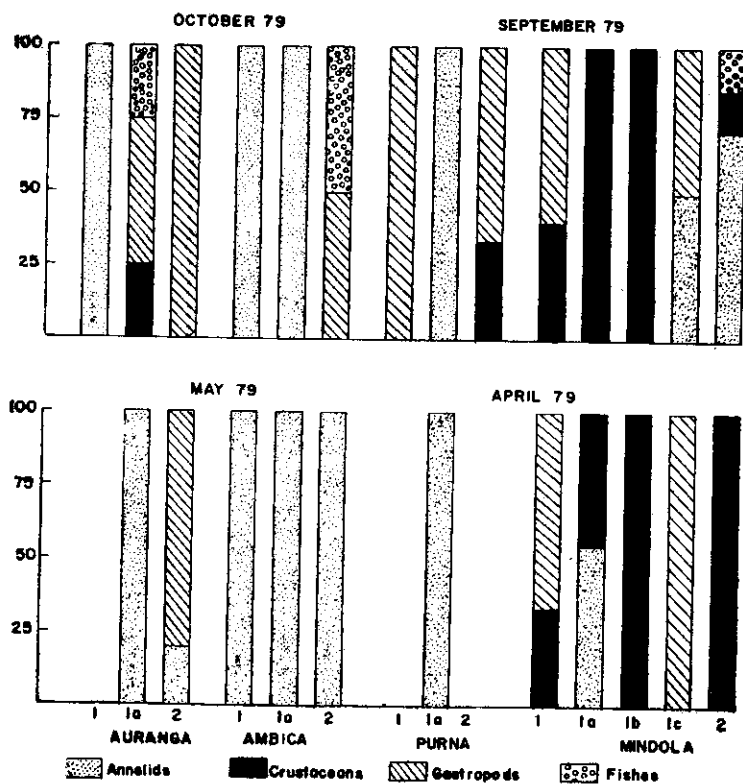 OCTOBER 79 SEPTEMBER 79
100
75
50
25
MAY 79 APRIL 79
100
75
50
25
1 1a 2 1 1a 2 1 1a 2 1 1a 1b 1c 2
AURANGA AMBICA PURNA MINDOLA
Annelids Crustaceans Gastropods Fishes